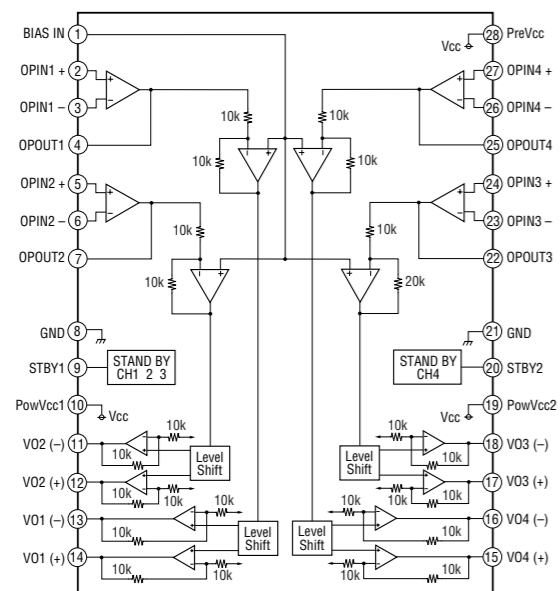 BIAS IN 1
28 PreVcc
Vcc
OPIN1 + 2
27 OPIN4 +
OPIN1 – 3
26 OPIN4 –
10k
10k
OPOUT1 4
25 OPOUT4
10k
10k
OPIN2 + 5
24 OPIN3 +
OPIN2 – 6
23 OPIN3 –
10k
10k
OPOUT2 7
22 OPOUT3
10k
20k
GND 8
21 GND
STBY1 9
STAND BY
CH1 2 3
STAND BY
CH4
20 STBY2
PowVcc1 10
Vcc
Vcc
19 PowVcc2
10k
10k
VO2 (–) 11
18 VO3 (–)
10k
Level
Shift
Level
Shift
10k
VO2 (+) 12
17 VO3 (+)
10k
10k
10k
10k
VO1 (–) 13
10k
10k
16 VO4 (–)
10k
Level
Shift
Level
Shift
10k
VO1 (+) 14
15 VO4 (+)
10k
10k
10k
10k